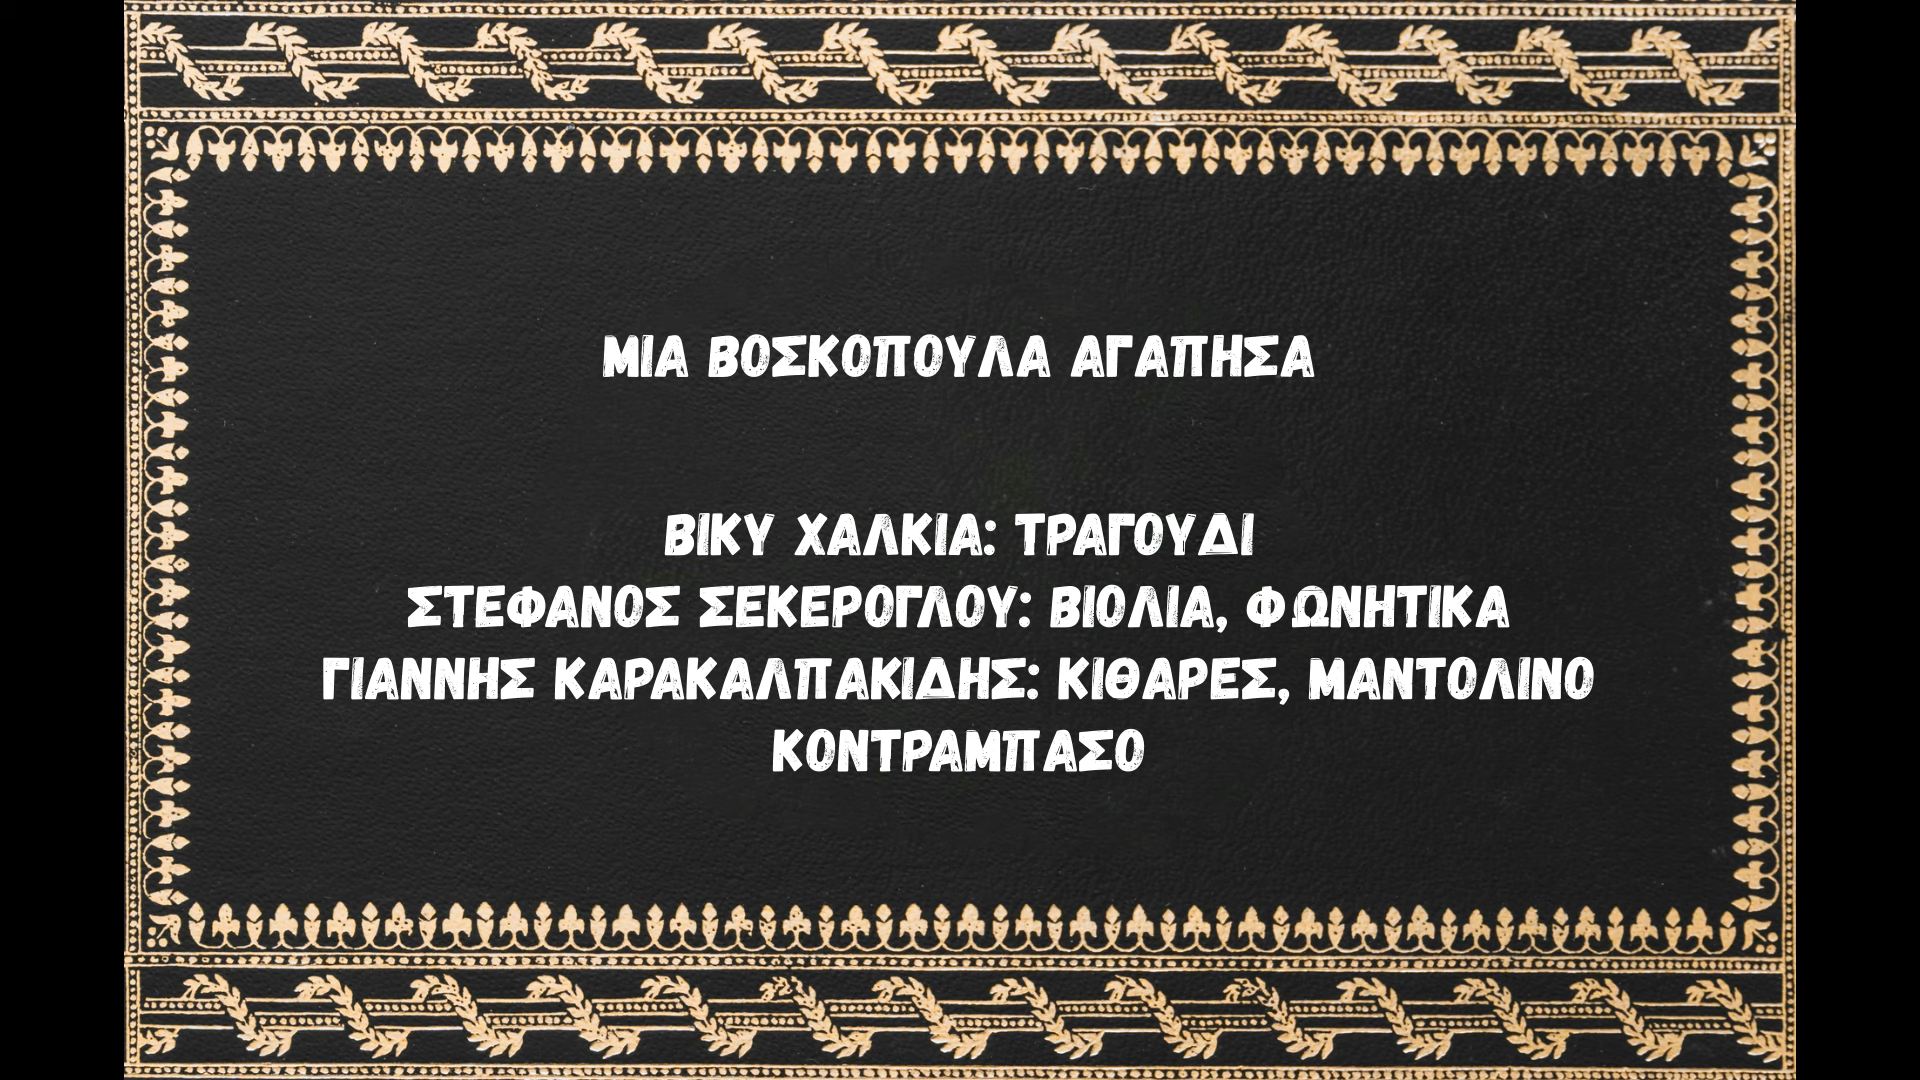 ΜΙΑ ΒΟΣΚΟΠΟΥΛΑ ΑΓΑΠΗΣΑ
ΒΙΚΥ ΧΑΛΚΙΑ: ΤΡΑΓΟΥΔΙ
ΣΤΕΦΑΝΟΣ ΣΕΚΕΡΟΓΛΟΥ: ΒΙΟΛΙΑ, ΦΩΝΗΤΙΚΑ
ΓΙΑΝΝΗΣ ΚΑΡΑΚΑΛΠΑΚΙΔΗΣ: ΚΙΘΑΡΕΣ, ΜΑΝΤΟΛΙΝΟ
ΚΟΝΤΡΑΜΠΑΣΟ